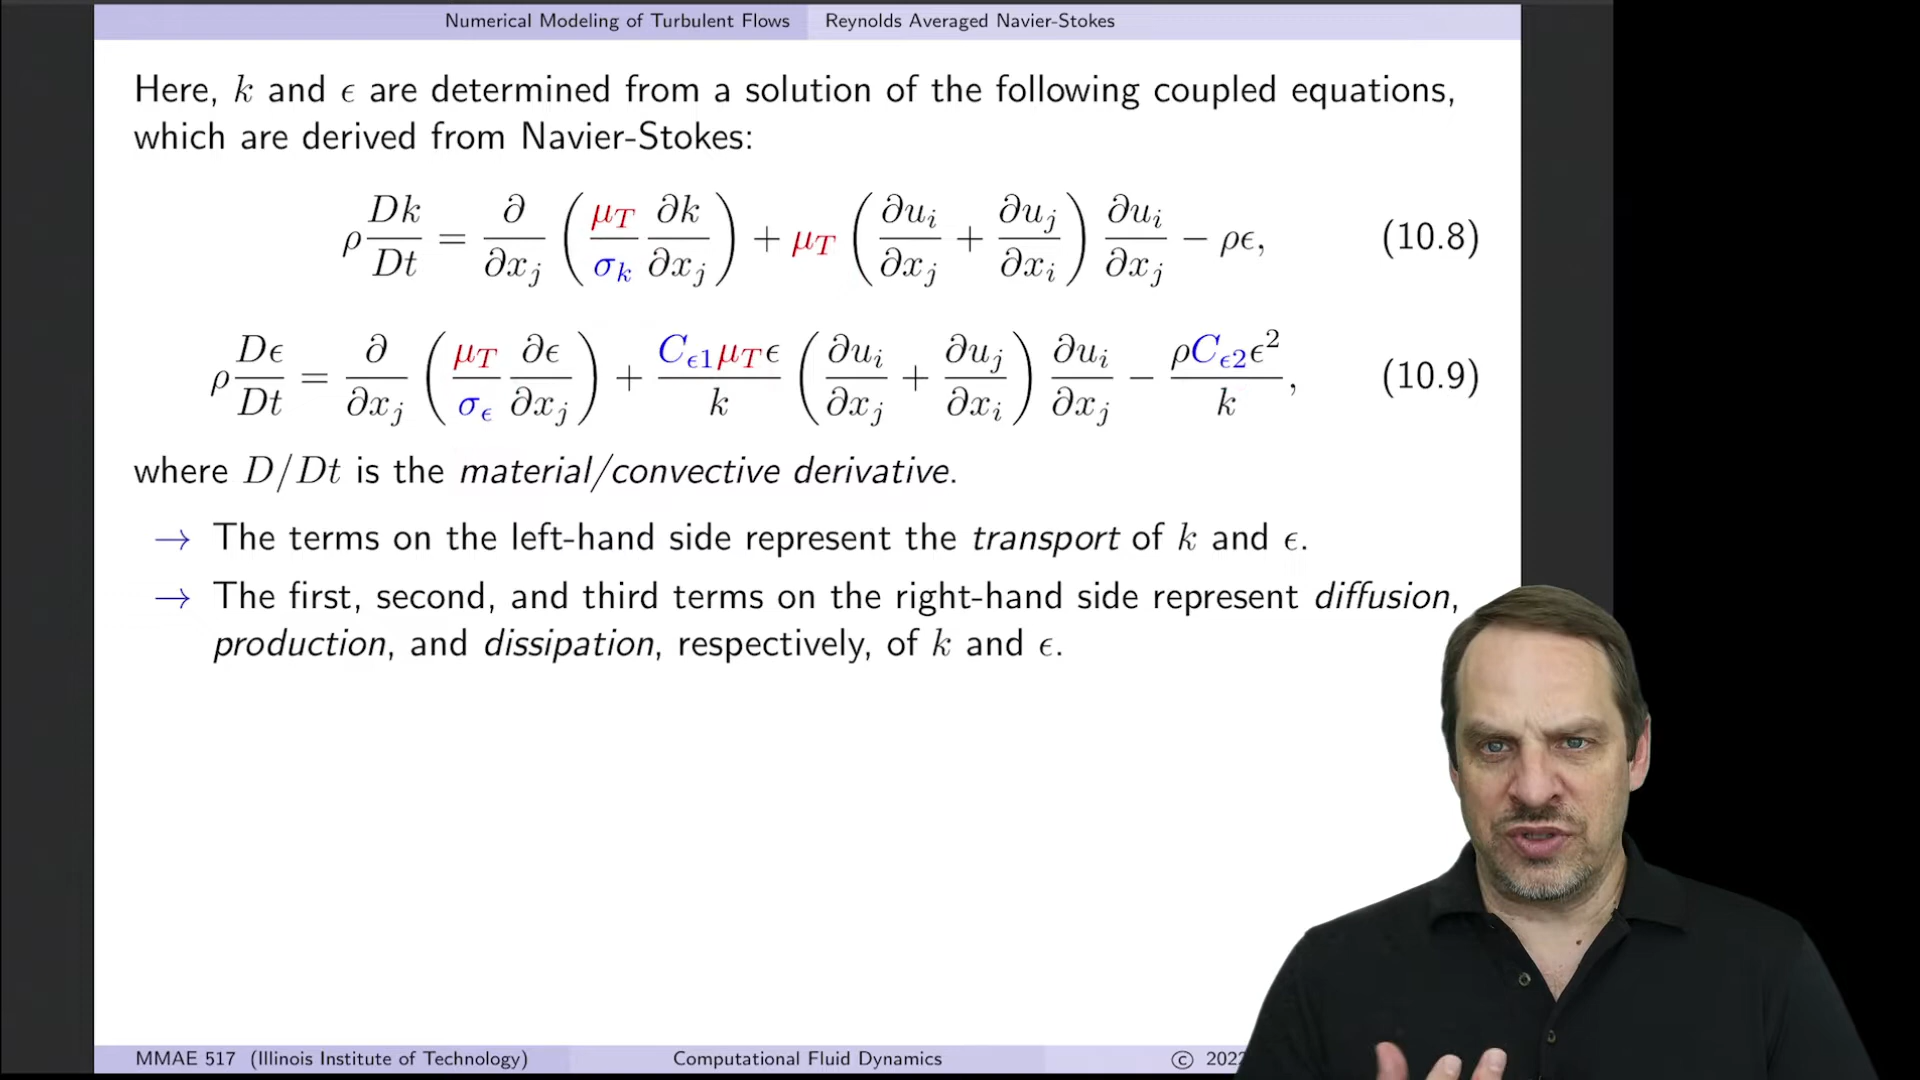 Numerical Modeling of Turbulent Flows Reynolds Averaged Navier-Stokes
Here, k and ϵ are determined from a solution of the following coupled equations,
which are derived from Navier-Stokes:
ρ Dk/Dt = ∂/∂x_j (μ_T/σ_k ∂k/∂x_j) + μ_T (∂u_i/∂x_j + ∂u_j/∂x_i) ∂u_i/∂x_j − ρϵ, (10.8)
ρ Dϵ/Dt = ∂/∂x_j (μ_T/σ_ϵ ∂ϵ/∂x_j) + C_ϵ1 μ_T ϵ/k (∂u_i/∂x_j + ∂u_j/∂x_i) ∂u_i/∂x_j − ρC_ϵ2 ϵ²/k, (10.9)
where D/Dt is the material/convective derivative.
→ The terms on the left-hand side represent the transport of k and ϵ.
→ The first, second, and third terms on the right-hand side represent diffusion,
production, and dissipation, respectively, of k and ϵ.
MMAE 517 (Illinois Institute of Technology) Computational Fluid Dynamics © 2022